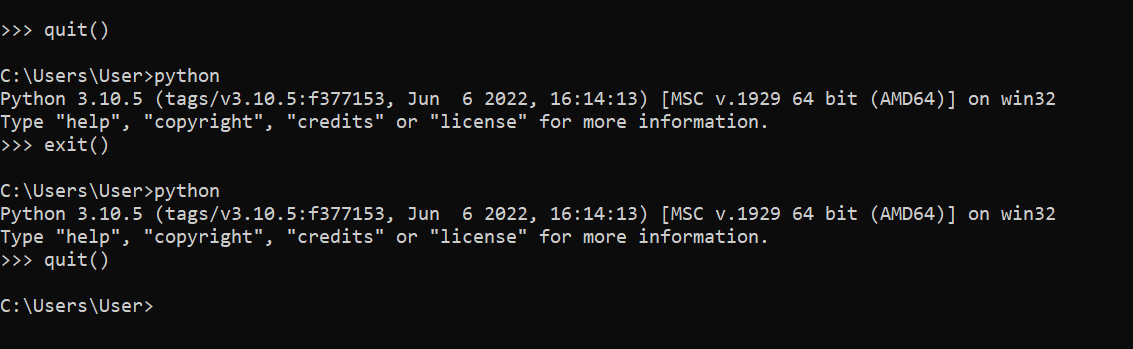 >>> quit()
C:\Users\User>python
Python 3.10.5 (tags/v3.10.5:f377153, Jun  6 2022, 16:14:13) [MSC v.1929 64 bit (AMD64)] on win32
Type "help", "copyright", "credits" or "license" for more information.
>>> exit()
C:\Users\User>python
Python 3.10.5 (tags/v3.10.5:f377153, Jun  6 2022, 16:14:13) [MSC v.1929 64 bit (AMD64)] on win32
Type "help", "copyright", "credits" or "license" for more information.
>>> quit()
C:\Users\User>